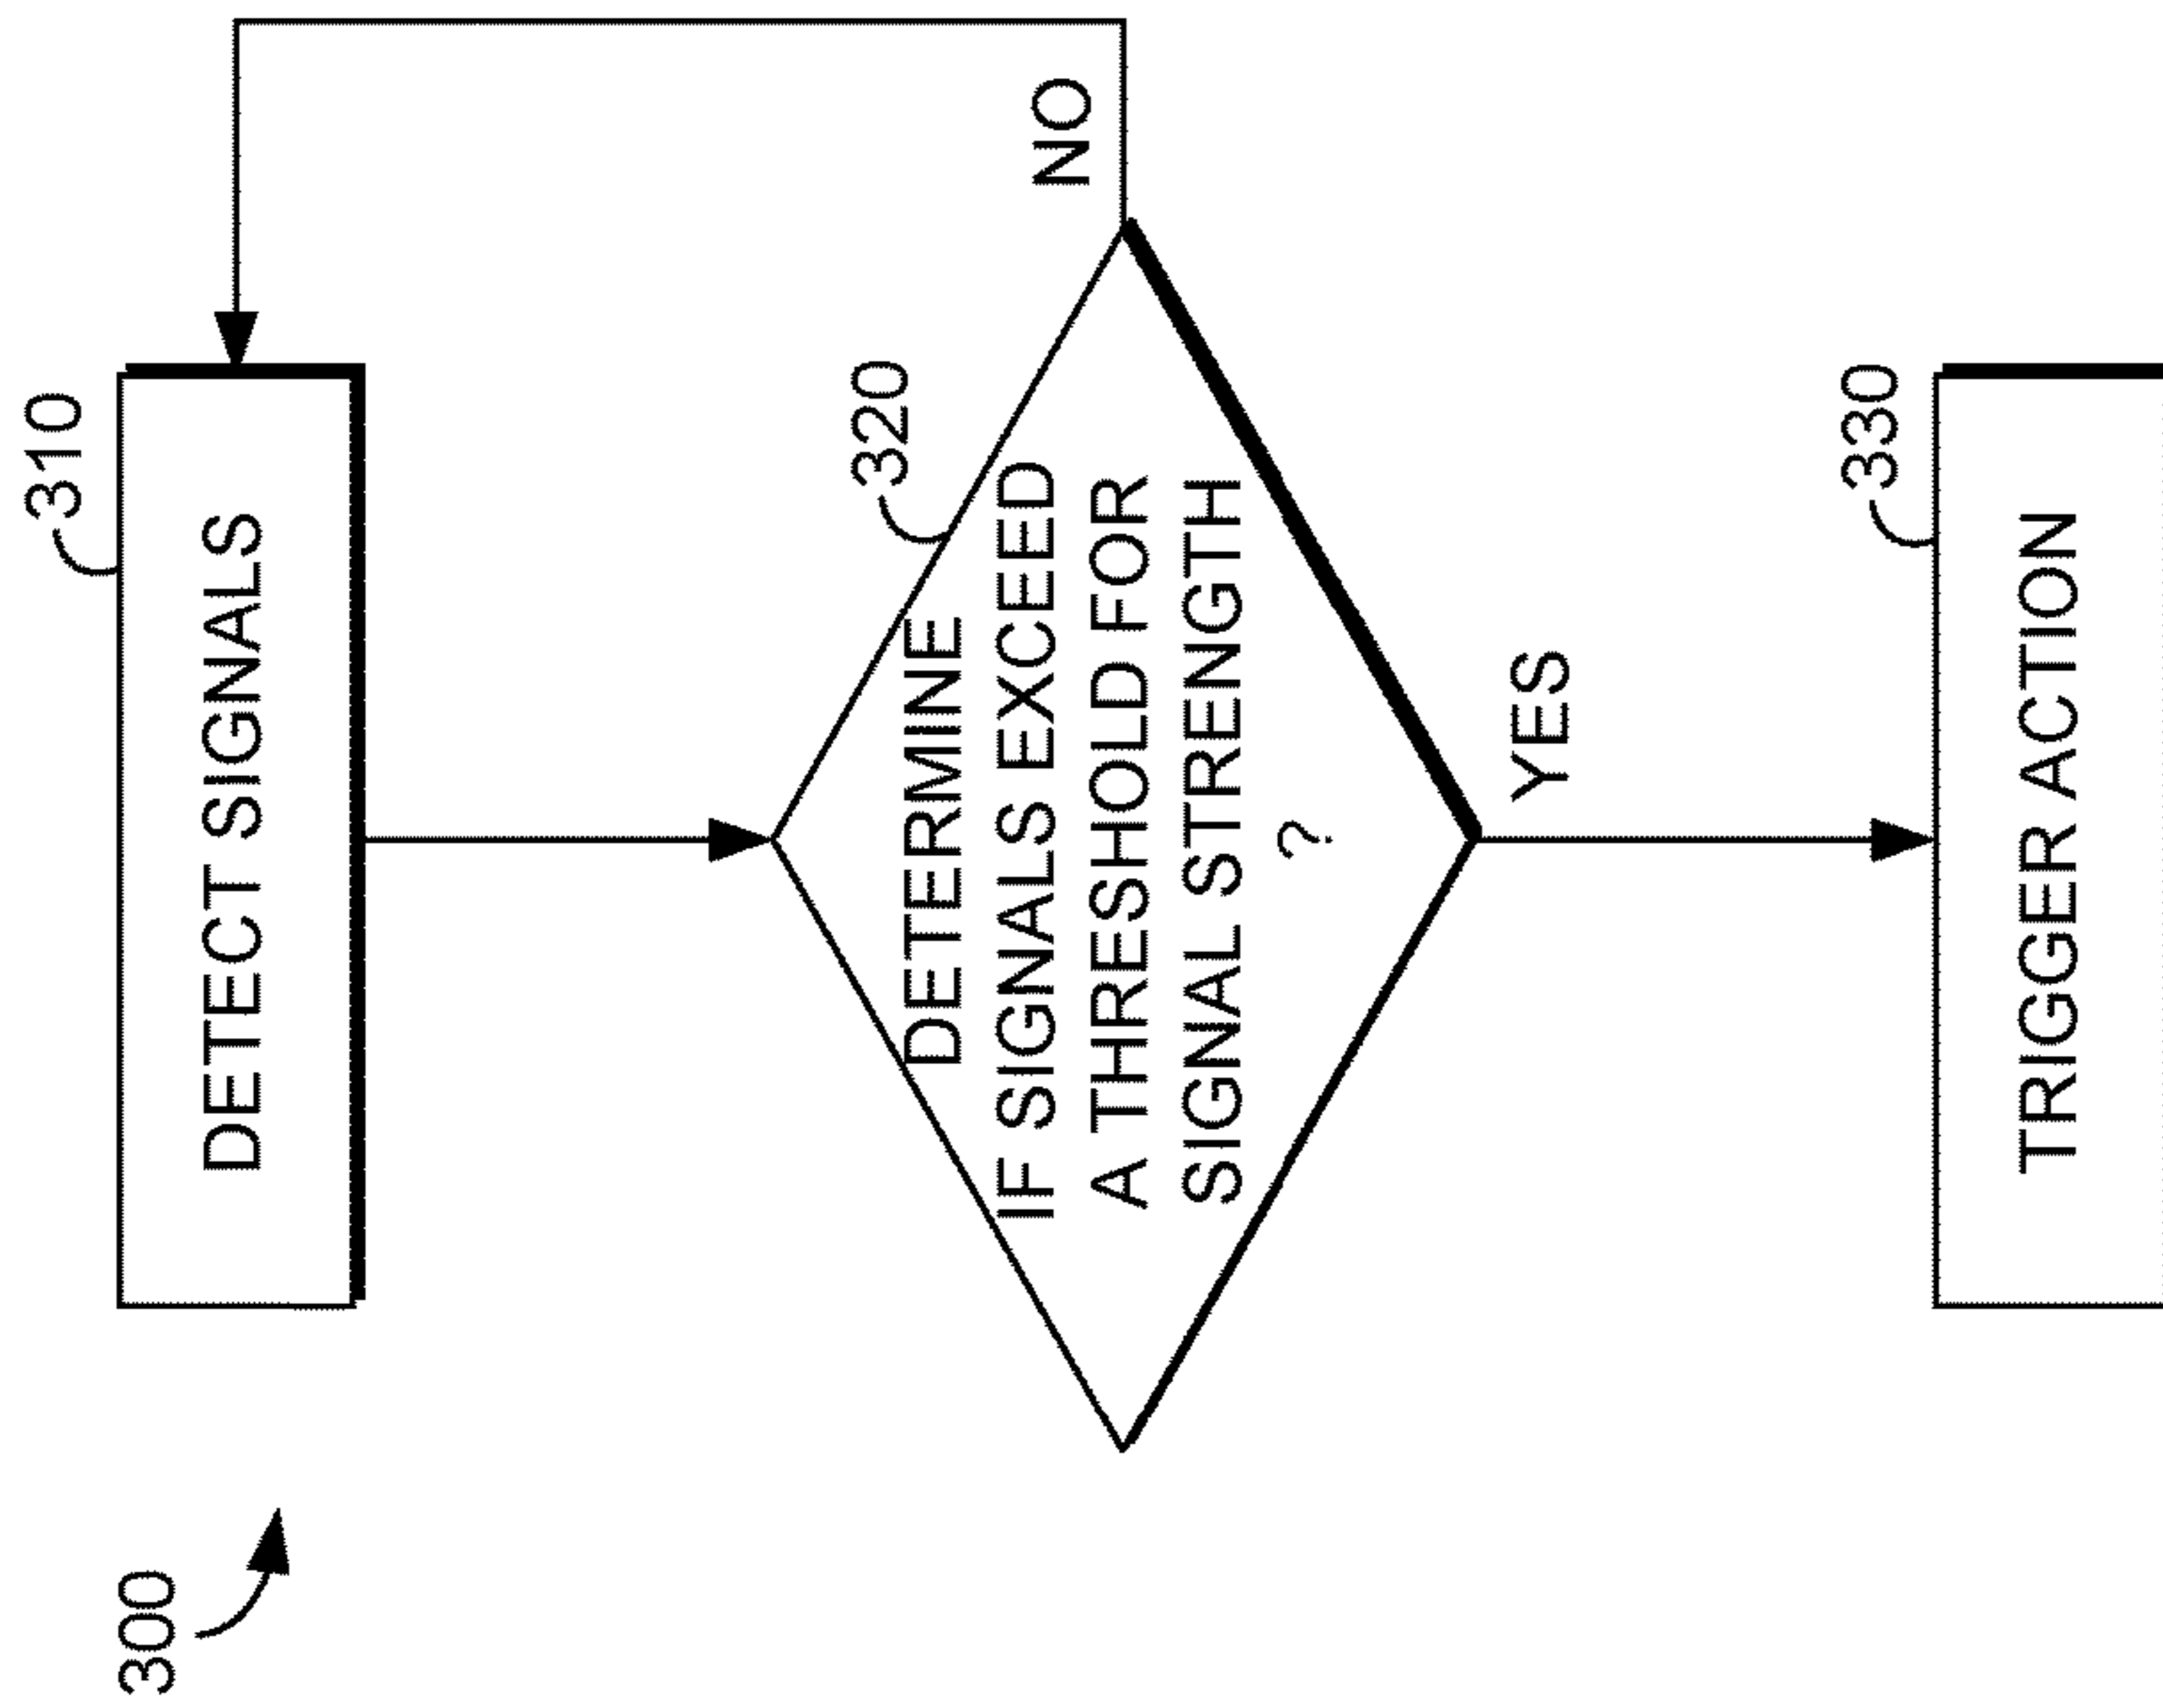 300
310
DETECT SIGNALS
320
DETERMINE
IF SIGNALS EXCEED
A THRESHOLD FOR
SIGNAL STRENGTH
?
NO
YES
330
TRIGGER ACTION